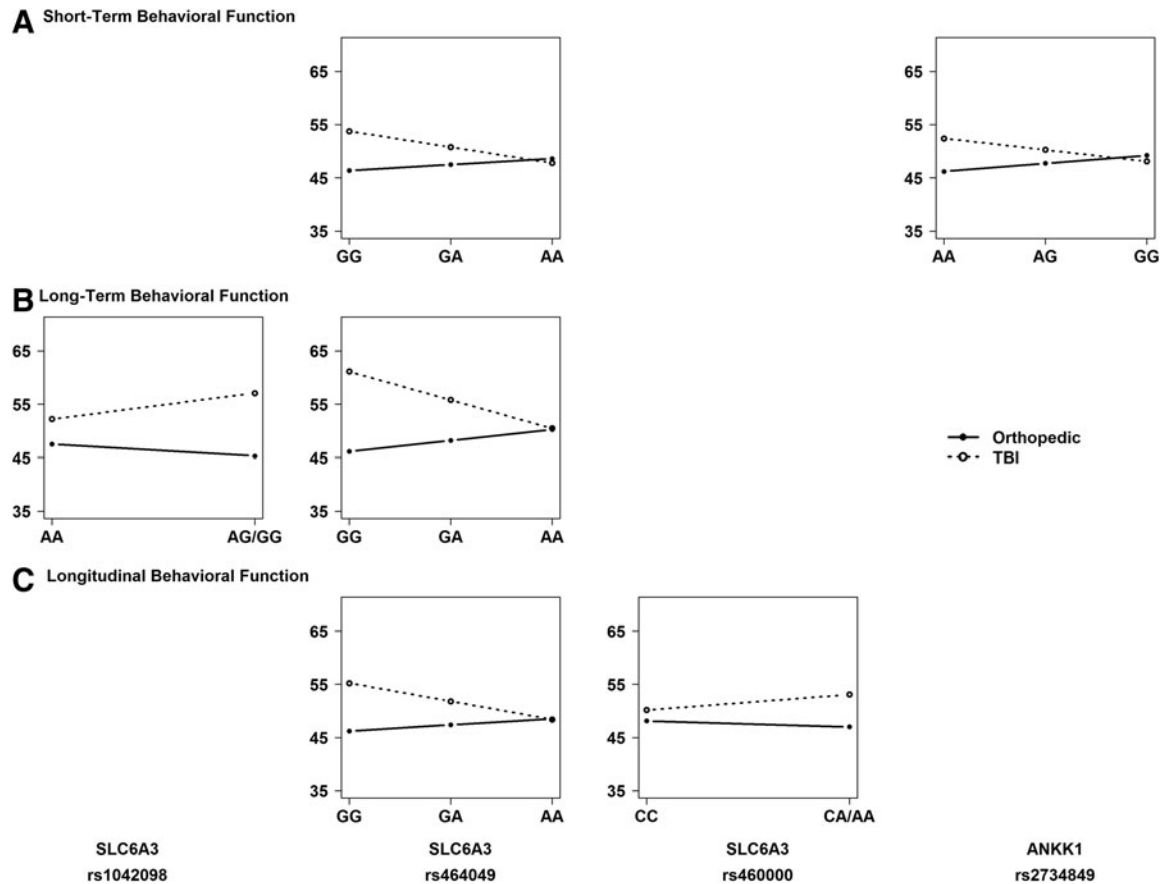 A Short-Term Behavioral Function
65
55
45
35
GG GA AA
65
55
45
35
AA AG GG
B Long-Term Behavioral Function
65
55
45
35
AA AG/GG
65
55
45
35
GG GA AA
Orthopedic
TBI
C Longitudinal Behavioral Function
65
55
45
35
GG GA AA
65
55
45
35
CC CA/AA
SLC6A3 SLC6A3 SLC6A3 ANKK1
rs1042098 rs464049 rs460000 rs2734849